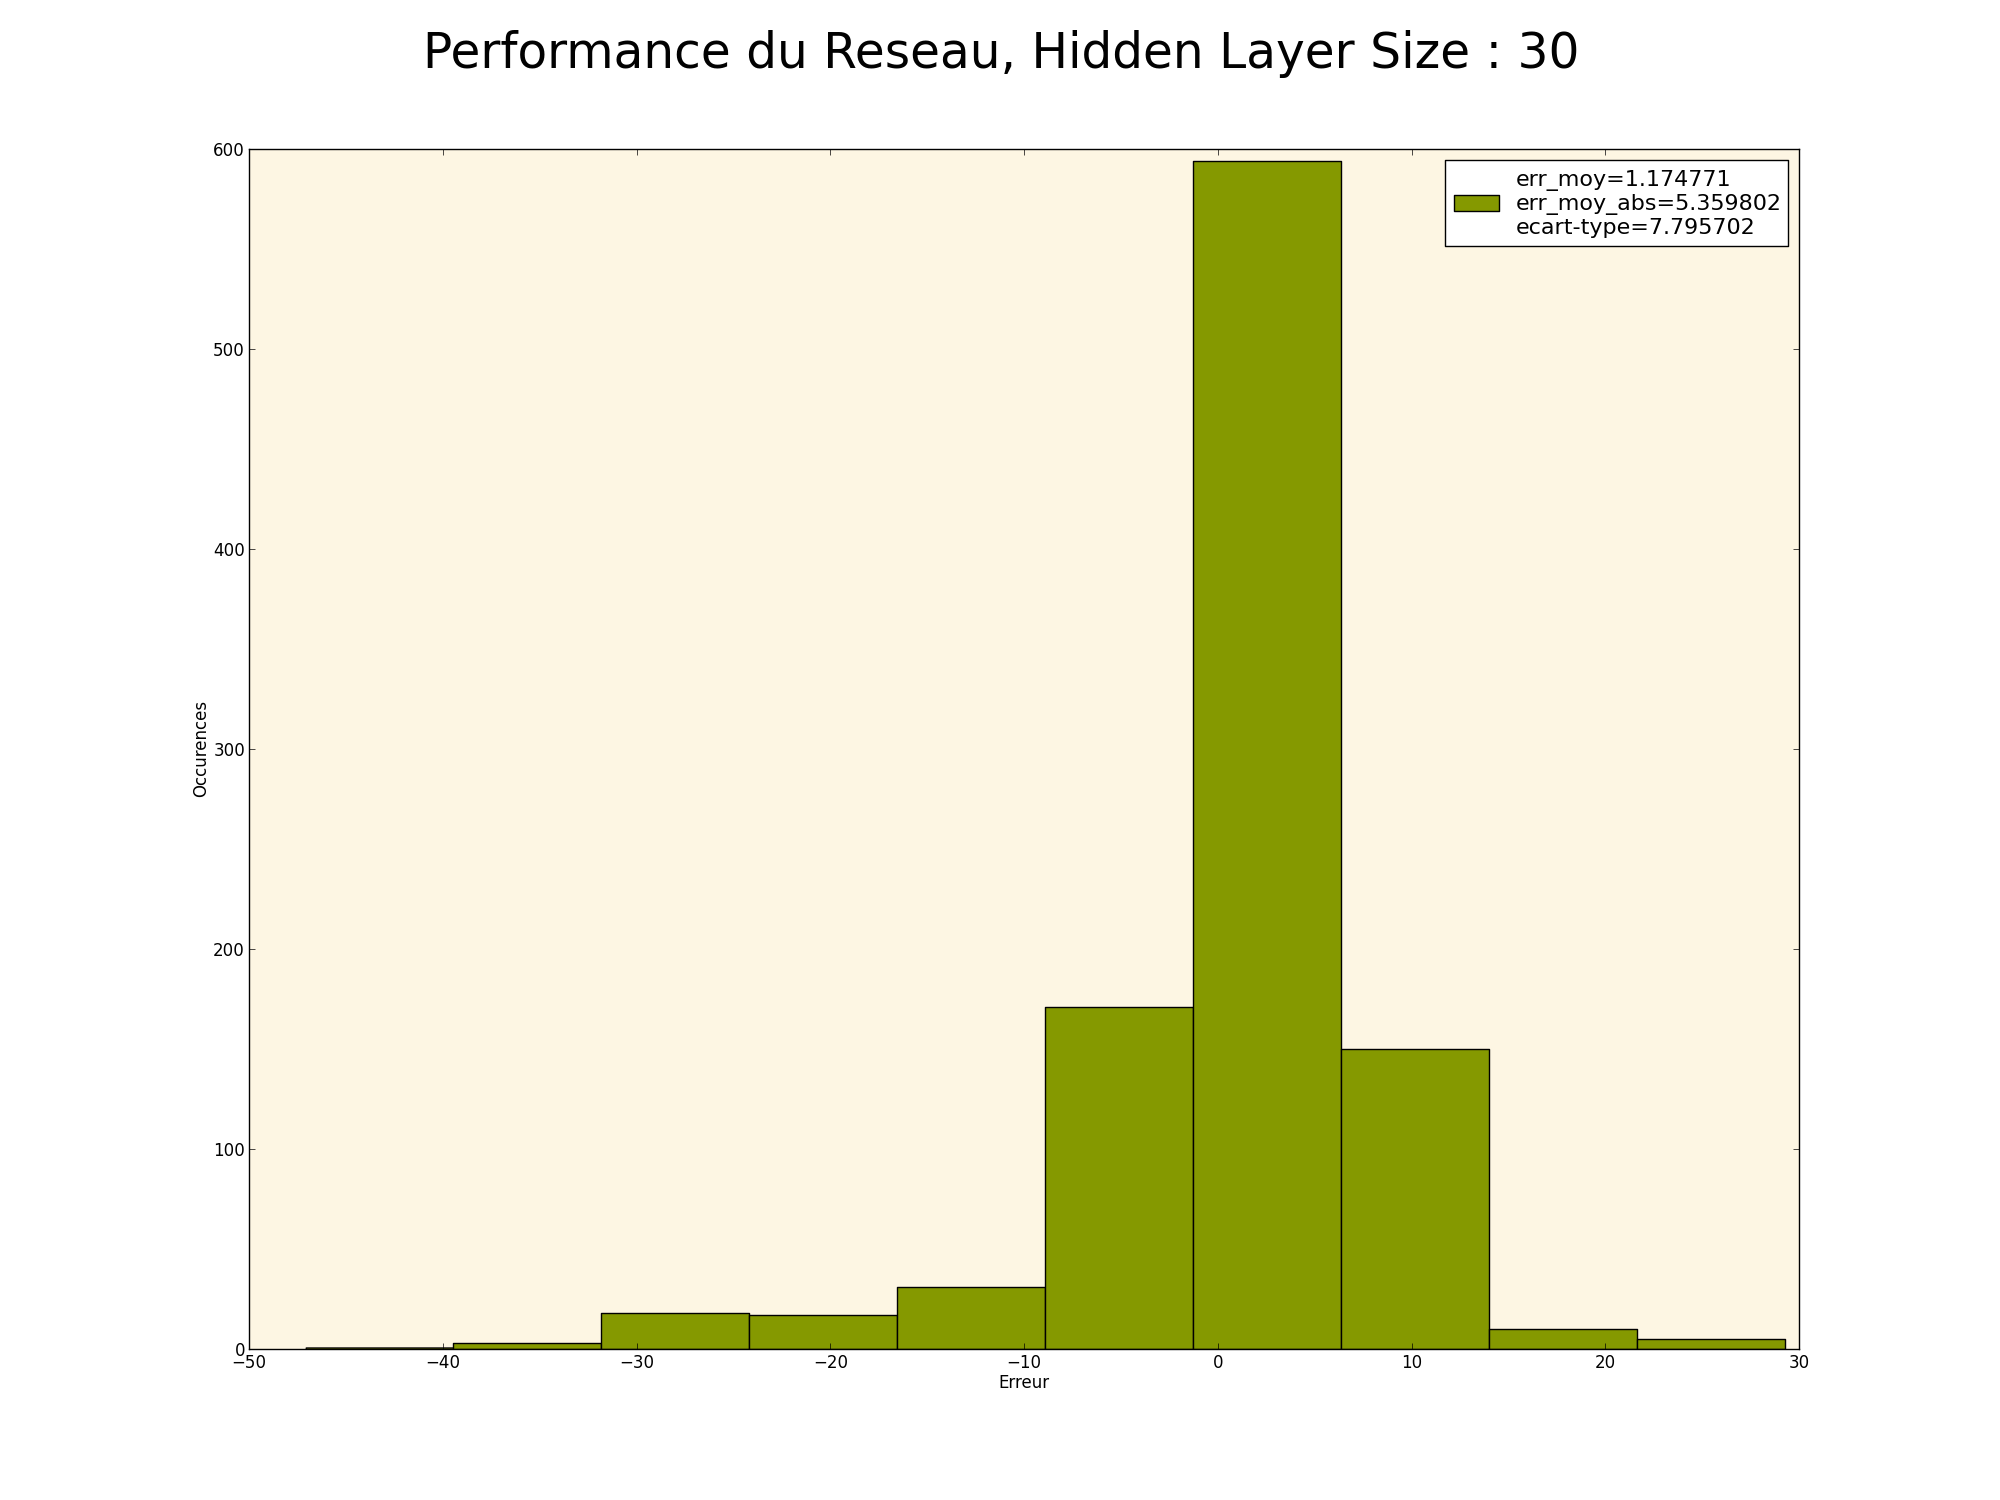 Performance du Reseau, Hidden Layer Size : 30
err_moy=1.174771
err_moy_abs=5.359802
ecart-type=7.795702
600
500
400
300
200
100
0
Occurences
−50 −40 −30 −20 −10 0 10 20 30
Erreur